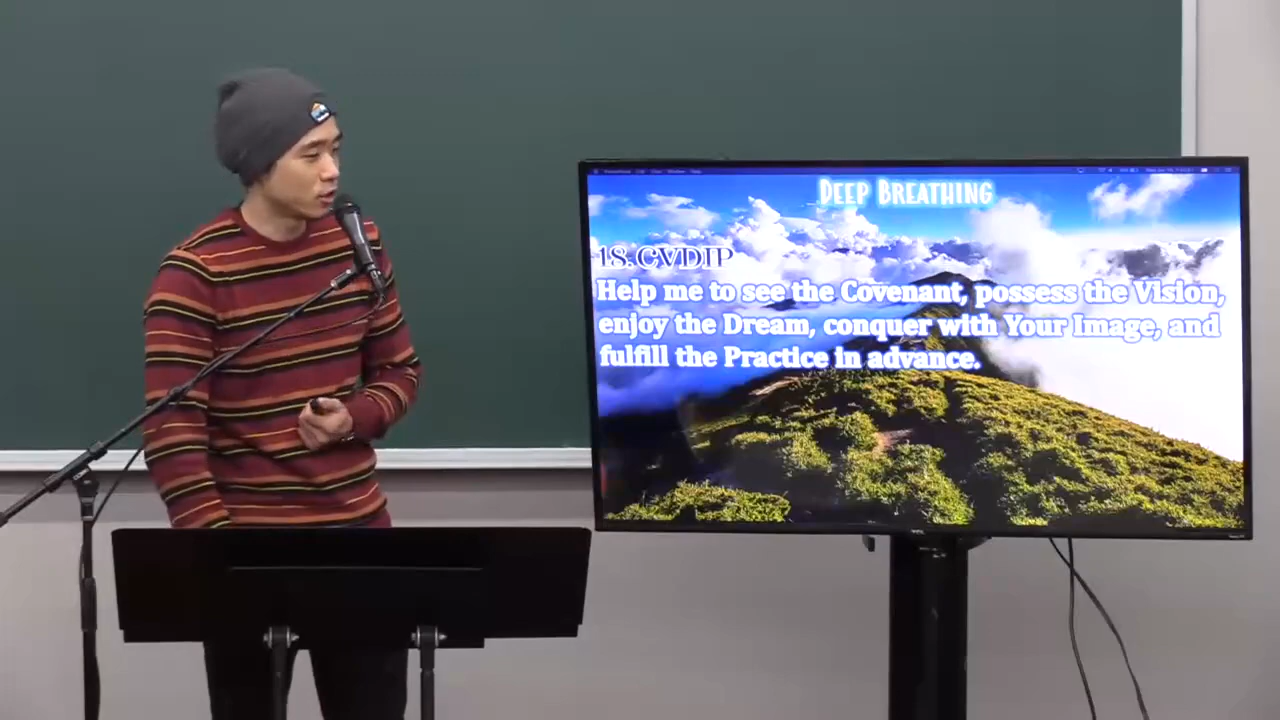 DEEP BREATHING
18. CVDIP
Help me to see the Covenant, possess the Vision,
enjoy the Dream, conquer with Your Image, and
fulfill the Practice in advance.